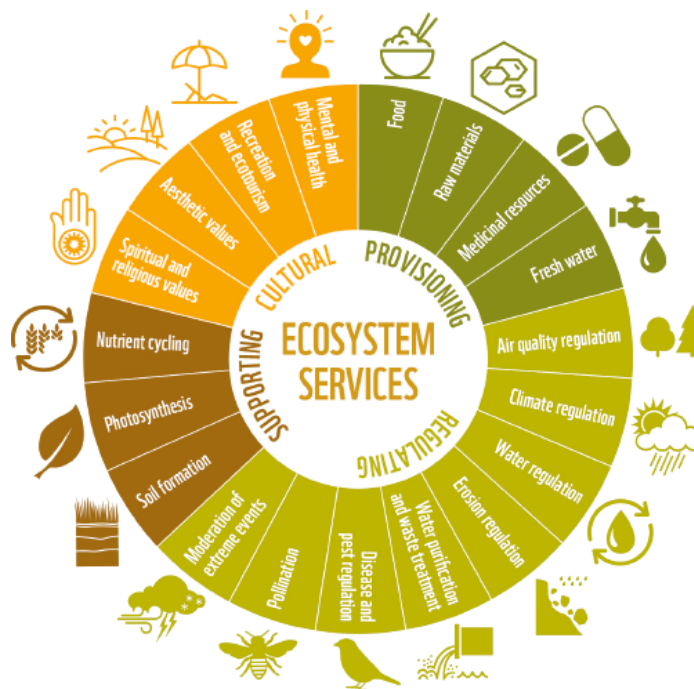 ECOSYSTEM
SERVICES
PROVISIONING
Food
Raw materials
Medicinal resources
Fresh water
REGULATING
Air quality regulation
Climate regulation
Water regulation
Erosion regulation
Water purification
and waste treatment
Disease and
pest regulation
Pollination
Moderation of
extreme events
SUPPORTING
Soil formation
Photosynthesis
Nutrient cycling
CULTURAL
Spiritual and
religious values
Aesthetic values
Recreation
and ecotourism
Mental and
physical health